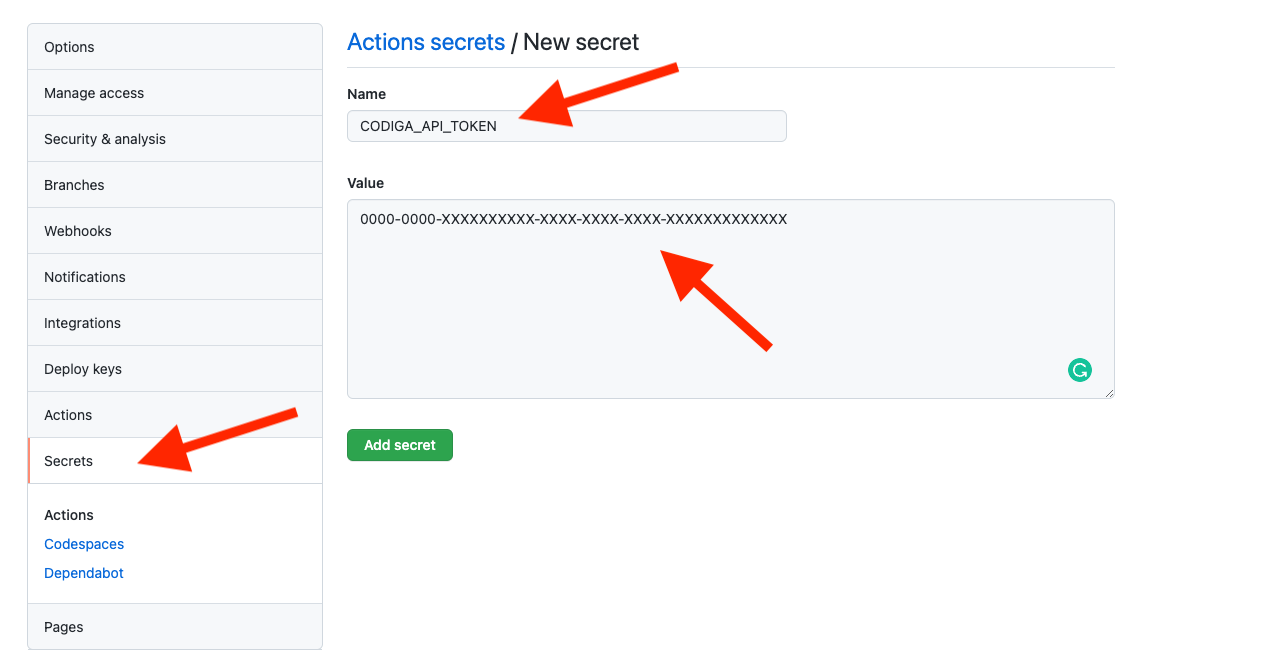 Options
Manage access
Security & analysis
Branches
Webhooks
Notifications
Integrations
Deploy keys
Actions
Secrets
Actions
Codespaces
Dependabot
Pages
Actions secrets / New secret
Name
CODIGA_API_TOKEN
Value
0000-0000-XXXXXXXXXX-XXXX-XXXX-XXXX-XXXXXXXXXXXXX
Add secret